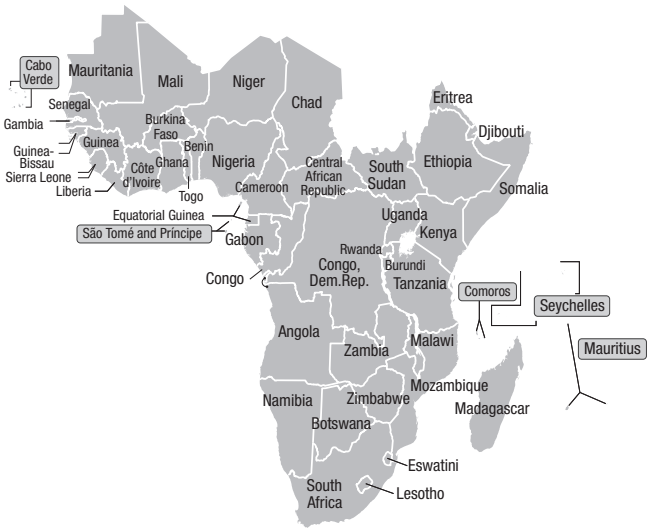 Cabo
Verde
Mauritania
Mali
Niger
Chad
Eritrea
Senegal
Gambia
Burkina
Faso
Djibouti
Guinea
Guinea-
Bissau
Benin
Ghana
Nigeria
Central
African
Republic
South
Sudan
Ethiopia
Sierra Leone
Côte
d'Ivoire
Cameroon
Somalia
Liberia
Togo
Equatorial Guinea
Uganda
São Tomé and Príncipe
Gabon
Kenya
Rwanda
Congo
Congo,
Dem.Rep.
Burundi
Tanzania
Comoros
Seychelles
Angola
Zambia
Malawi
Mauritius
Mozambique
Namibia
Zimbabwe
Madagascar
Botswana
Eswatini
South
Africa
Lesotho